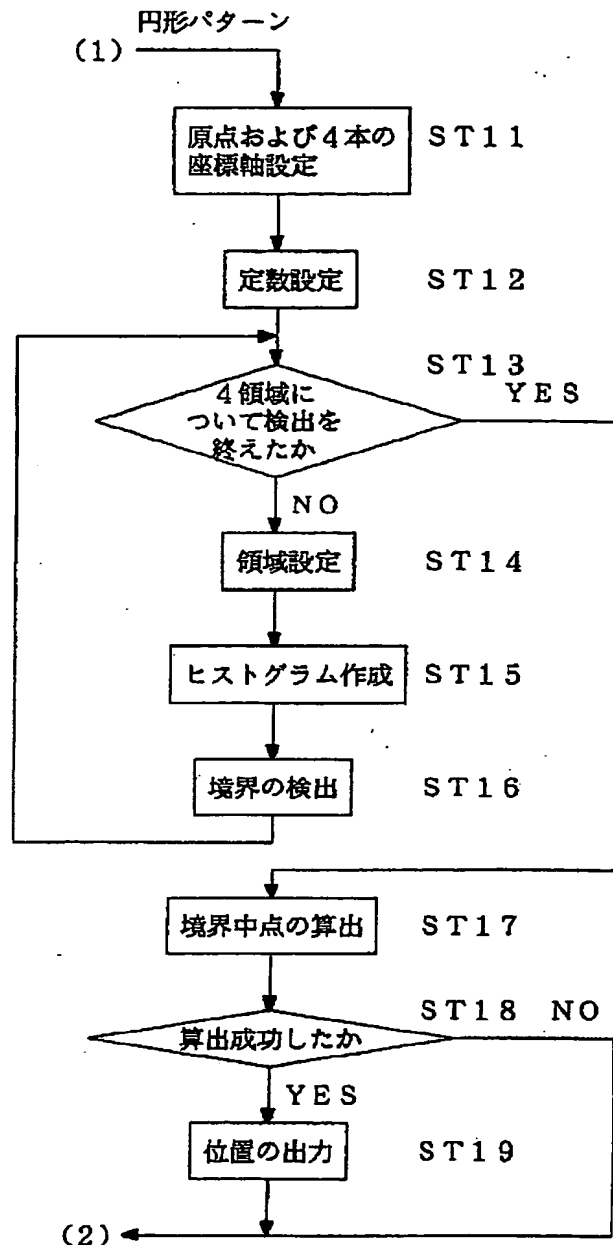 円形パターン
(1)
原点および4本の
座標軸設定
ST11
定数設定
ST12
ST13
4領域に
ついて検出を
終えたか
YES
NO
領域設定
ST14
ヒストグラム作成
ST15
境界の検出
ST16
境界中点の算出
ST17
ST18 NO
算出成功したか
YES
位置の出力
ST19
(2)